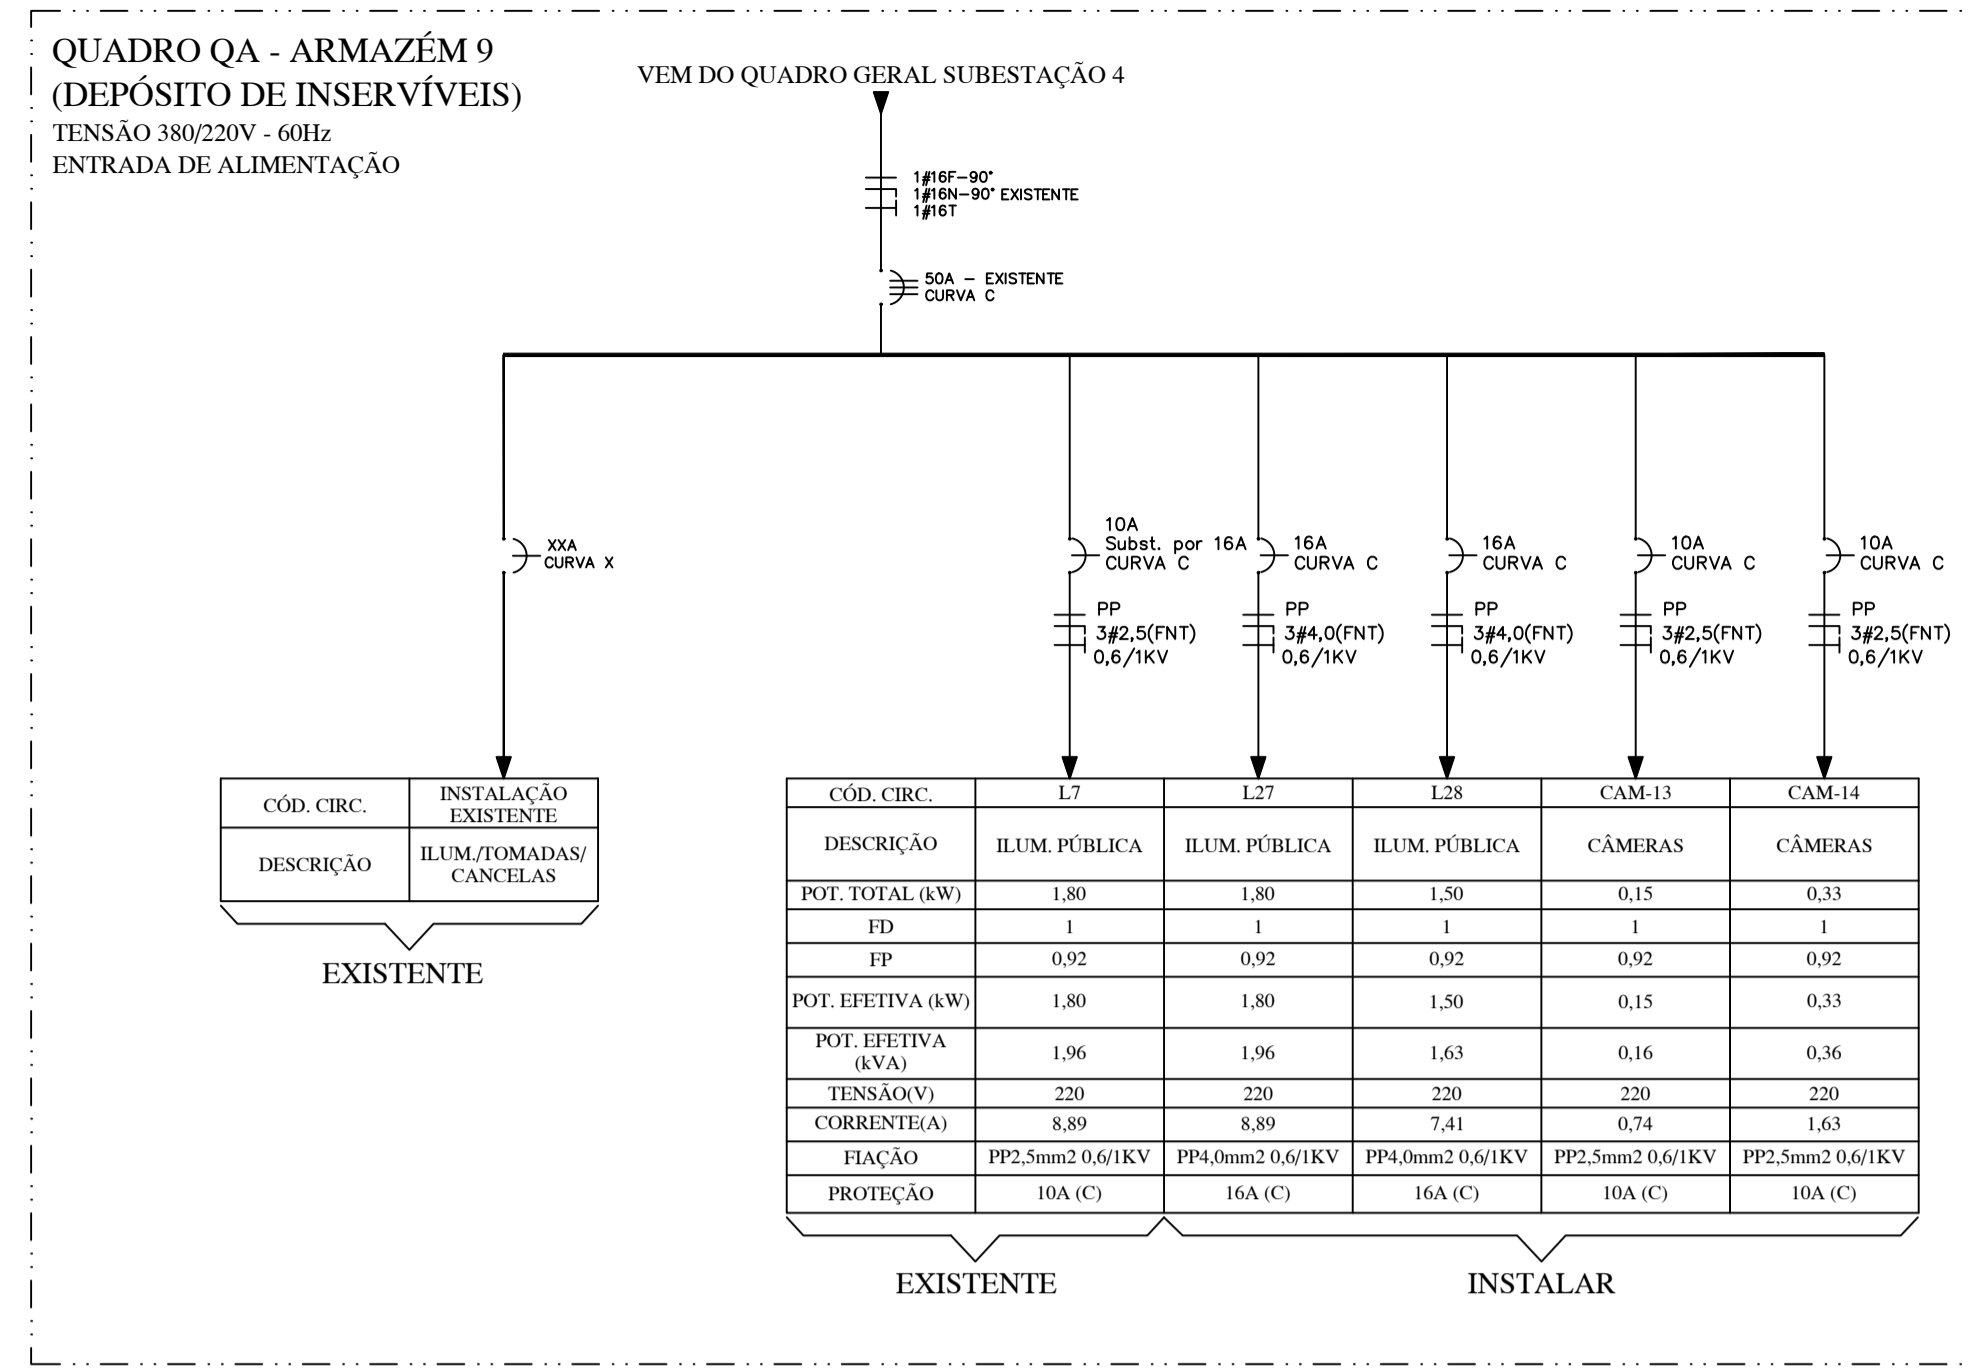 QUADRO QA - ARMAZÉM 9
(DEPÓSITO DE INSERVÍVEIS)
TENSÃO 380/220V - 60Hz
ENTRADA DE ALIMENTAÇÃO
VEM DO QUADRO GERAL SUBESTAÇÃO 4
1#16F-90°
1#16N-90° EXISTENTE
1#16T
50A - EXISTENTE
CURVA C
XXA
CURVA X
10A
Subst. por 16A
CURVA C
16A
CURVA C
16A
CURVA C
10A
CURVA C
10A
CURVA C
PP
3#2,5(FNT)
0,6/1KV
PP
3#4,0(FNT)
0,6/1KV
PP
3#4,0(FNT)
0,6/1KV
PP
3#2,5(FNT)
0,6/1KV
PP
3#2,5(FNT)
0,6/1KV
CÓD. CIRC. INSTALAÇÃO
EXISTENTE
DESCRIÇÃO ILUM./TOMADAS/
CANCELAS
EXISTENTE
CÓD. CIRC. L7 L27 L28 CAM-13 CAM-14
DESCRIÇÃO ILUM. PÚBLICA ILUM. PÚBLICA ILUM. PÚBLICA CÂMERAS CÂMERAS
POT. TOTAL (kW) 1,80 1,80 1,50 0,15 0,33
FD 1 1 1 1 1
FP 0,92 0,92 0,92 0,92 0,92
POT. EFETIVA (kW) 1,80 1,80 1,50 0,15 0,33
POT. EFETIVA
(kVA) 1,96 1,96 1,63 0,16 0,36
TENSÃO(V) 220 220 220 220 220
CORRENTE(A) 8,89 8,89 7,41 0,74 1,63
FIAÇÃO PP2,5mm2 0,6/1KV PP4,0mm2 0,6/1KV PP4,0mm2 0,6/1KV PP2,5mm2 0,6/1KV PP2,5mm2 0,6/1KV
PROTEÇÃO 10A (C) 16A (C) 16A (C) 10A (C) 10A (C)
EXISTENTE INSTALAR